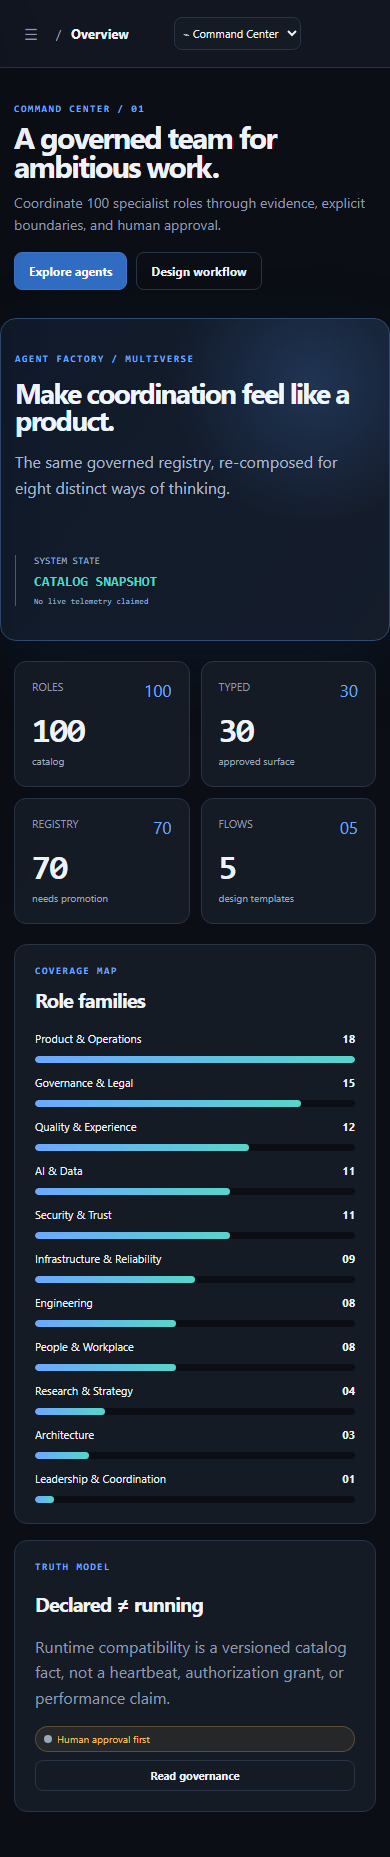 ☰ / Overview ⌁ Command Center
COMMAND CENTER / 01
A governed team for
ambitious work.
Coordinate 100 specialist roles through evidence, explicit
boundaries, and human approval.
Explore agents Design workflow
AGENT FACTORY / MULTIVERSE
Make coordination feel like a
product.
The same governed registry, re-composed for
eight distinct ways of thinking.
SYSTEM STATE
CATALOG SNAPSHOT
No live telemetry claimed
ROLES 100
100
catalog
TYPED 30
30
approved surface
REGISTRY 70
70
needs promotion
FLOWS 05
5
design templates
COVERAGE MAP
Role families
Product & Operations 18
Governance & Legal 15
Quality & Experience 12
AI & Data 11
Security & Trust 11
Infrastructure & Reliability 09
Engineering 08
People & Workplace 08
Research & Strategy 04
Architecture 03
Leadership & Coordination 01
TRUTH MODEL
Declared ≠ running
Runtime compatibility is a versioned catalog
fact, not a heartbeat, authorization grant, or
performance claim.
Human approval first
Read governance